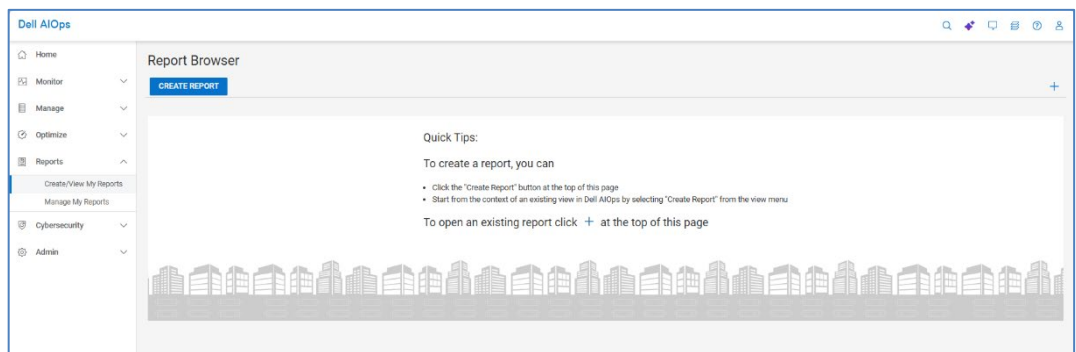 Dell AIOps
Home
Monitor
Manage
Optimize
Reports
Create/View My Reports
Manage My Reports
Cybersecurity
Admin
Report Browser
CREATE REPORT
Quick Tips:
To create a report, you can
• Click the "Create Report" button at the top of this page
• Start from the context of an existing view in Dell AIOps by selecting "Create Report" from the view menu
To open an existing report click + at the top of this page